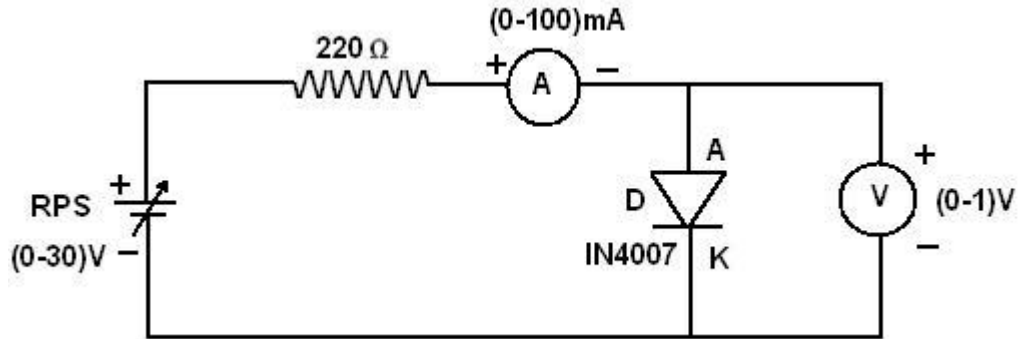 (0-100)mA
220 Ω
+ A −
A
+
+
RPS
D
V
(0-1)V
(0-30)V
−
IN4007
K
−